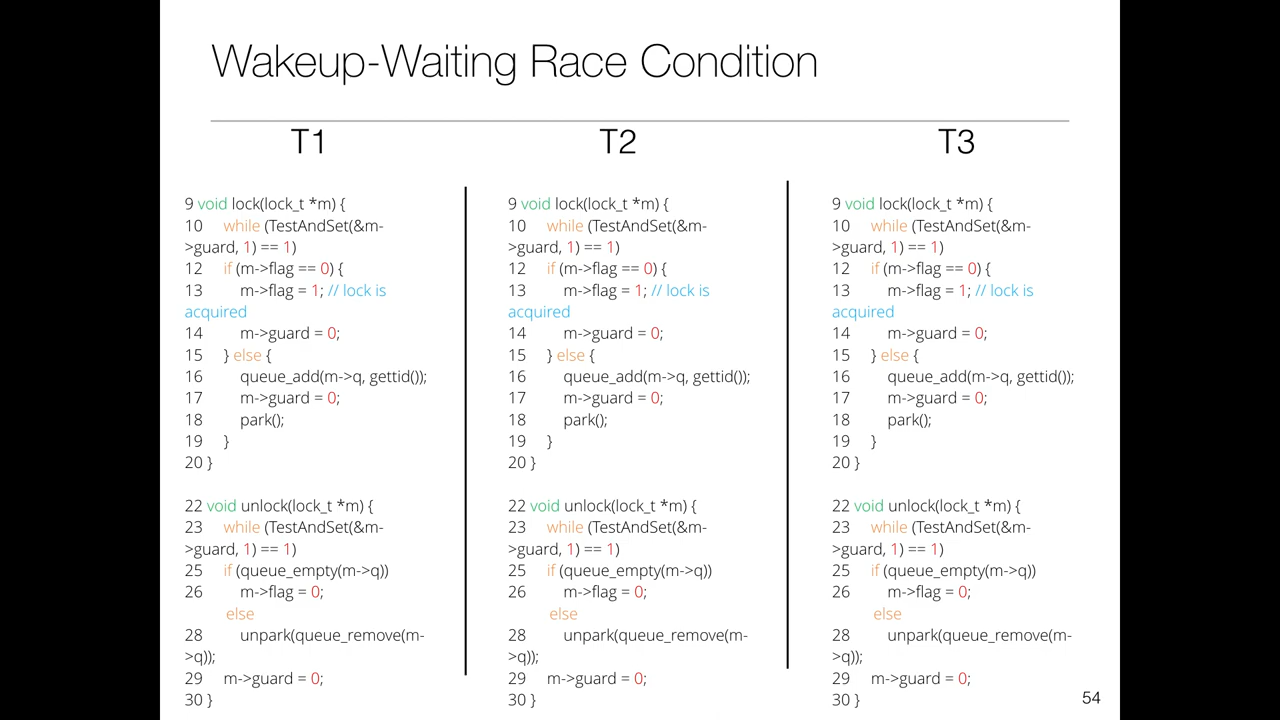 Wakeup-Waiting Race Condition
T1
9 void lock(lock_t *m) {
10 while (TestAndSet(&m-
>guard, 1) == 1)
12 if (m->flag == 0) {
13 m->flag = 1; // lock is
acquired
14 m->guard = 0;
15 } else {
16 queue_add(m->q, gettid());
17 m->guard = 0;
18 park();
19 }
20 }
22 void unlock(lock_t *m) {
23 while (TestAndSet(&m-
>guard, 1) == 1)
25 if (queue_empty(m->q))
26 m->flag = 0;
else
28 unpark(queue_remove(m-
>q));
29 m->guard = 0;
30 }
T2
9 void lock(lock_t *m) {
10 while (TestAndSet(&m-
>guard, 1) == 1)
12 if (m->flag == 0) {
13 m->flag = 1; // lock is
acquired
14 m->guard = 0;
15 } else {
16 queue_add(m->q, gettid());
17 m->guard = 0;
18 park();
19 }
20 }
22 void unlock(lock_t *m) {
23 while (TestAndSet(&m-
>guard, 1) == 1)
25 if (queue_empty(m->q))
26 m->flag = 0;
else
28 unpark(queue_remove(m-
>q));
29 m->guard = 0;
30 }
T3
9 void lock(lock_t *m) {
10 while (TestAndSet(&m-
>guard, 1) == 1)
12 if (m->flag == 0) {
13 m->flag = 1; // lock is
acquired
14 m->guard = 0;
15 } else {
16 queue_add(m->q, gettid());
17 m->guard = 0;
18 park();
19 }
20 }
22 void unlock(lock_t *m) {
23 while (TestAndSet(&m-
>guard, 1) == 1)
25 if (queue_empty(m->q))
26 m->flag = 0;
else
28 unpark(queue_remove(m-
>q));
29 m->guard = 0;
30 }
54